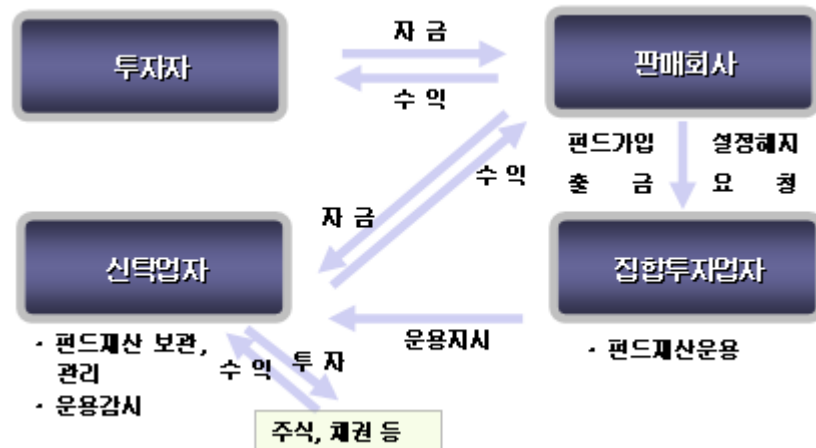 투자자
자 금
수 익
판매회사
펀드가입 설정해지
출 금 요 청
수 익
자 금
신탁업자
집합투자업자
· 펀드재산 보관,
관리
· 운용감시
운용지시
· 펀드재산운용
수 익
투 자
주식, 채권 등